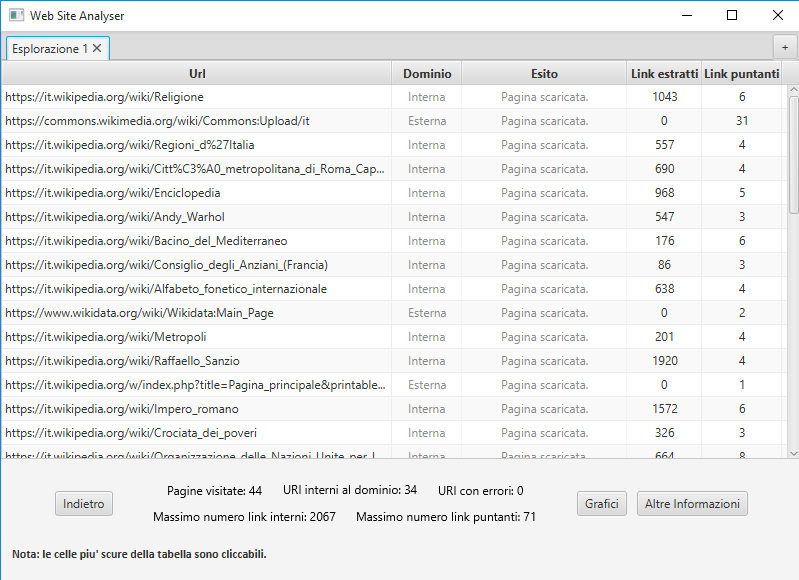 Web Site Analyser
Esplorazione 1
+
Url Dominio Esito Link estratti Link puntanti
https://it.wikipedia.org/wiki/Religione Interna Pagina scaricata. 1043 6
https://commons.wikimedia.org/wiki/Commons:Upload/it Esterna Pagina scaricata. 0 31
https://it.wikipedia.org/wiki/Regioni_d%27Italia Interna Pagina scaricata. 557 4
https://it.wikipedia.org/wiki/Citt%C3%A0_metropolitana_di_Roma_Cap... Interna Pagina scaricata. 690 4
https://it.wikipedia.org/wiki/Enciclopedia Interna Pagina scaricata. 968 5
https://it.wikipedia.org/wiki/Andy_Warhol Interna Pagina scaricata. 547 3
https://it.wikipedia.org/wiki/Bacino_del_Mediterraneo Interna Pagina scaricata. 176 6
https://it.wikipedia.org/wiki/Consiglio_degli_Anziani_(Francia) Interna Pagina scaricata. 86 3
https://it.wikipedia.org/wiki/Alfabeto_fonetico_internazionale Interna Pagina scaricata. 638 4
https://www.wikidata.org/wiki/Wikidata:Main_Page Esterna Pagina scaricata. 0 2
https://it.wikipedia.org/wiki/Metropoli Interna Pagina scaricata. 201 4
https://it.wikipedia.org/wiki/Raffaello_Sanzio Interna Pagina scaricata. 1920 4
https://it.wikipedia.org/w/index.php?title=Pagina_principale&printable... Esterna Pagina scaricata. 0 1
https://it.wikipedia.org/wiki/Impero_romano Interna Pagina scaricata. 1572 6
https://it.wikipedia.org/wiki/Crociata_dei_poveri Interna Pagina scaricata. 326 3
https://it.wikipedia.org/wiki/Organizzazione_delle_Nazioni_Unite_per_l... Interna Pagina scaricata. 664 8
Indietro
Pagine visitate: 44 URI interni al dominio: 34 URI con errori: 0
Massimo numero link interni: 2067 Massimo numero link puntanti: 71
Grafici Altre Informazioni
Nota: le celle piu' scure della tabella sono cliccabili.